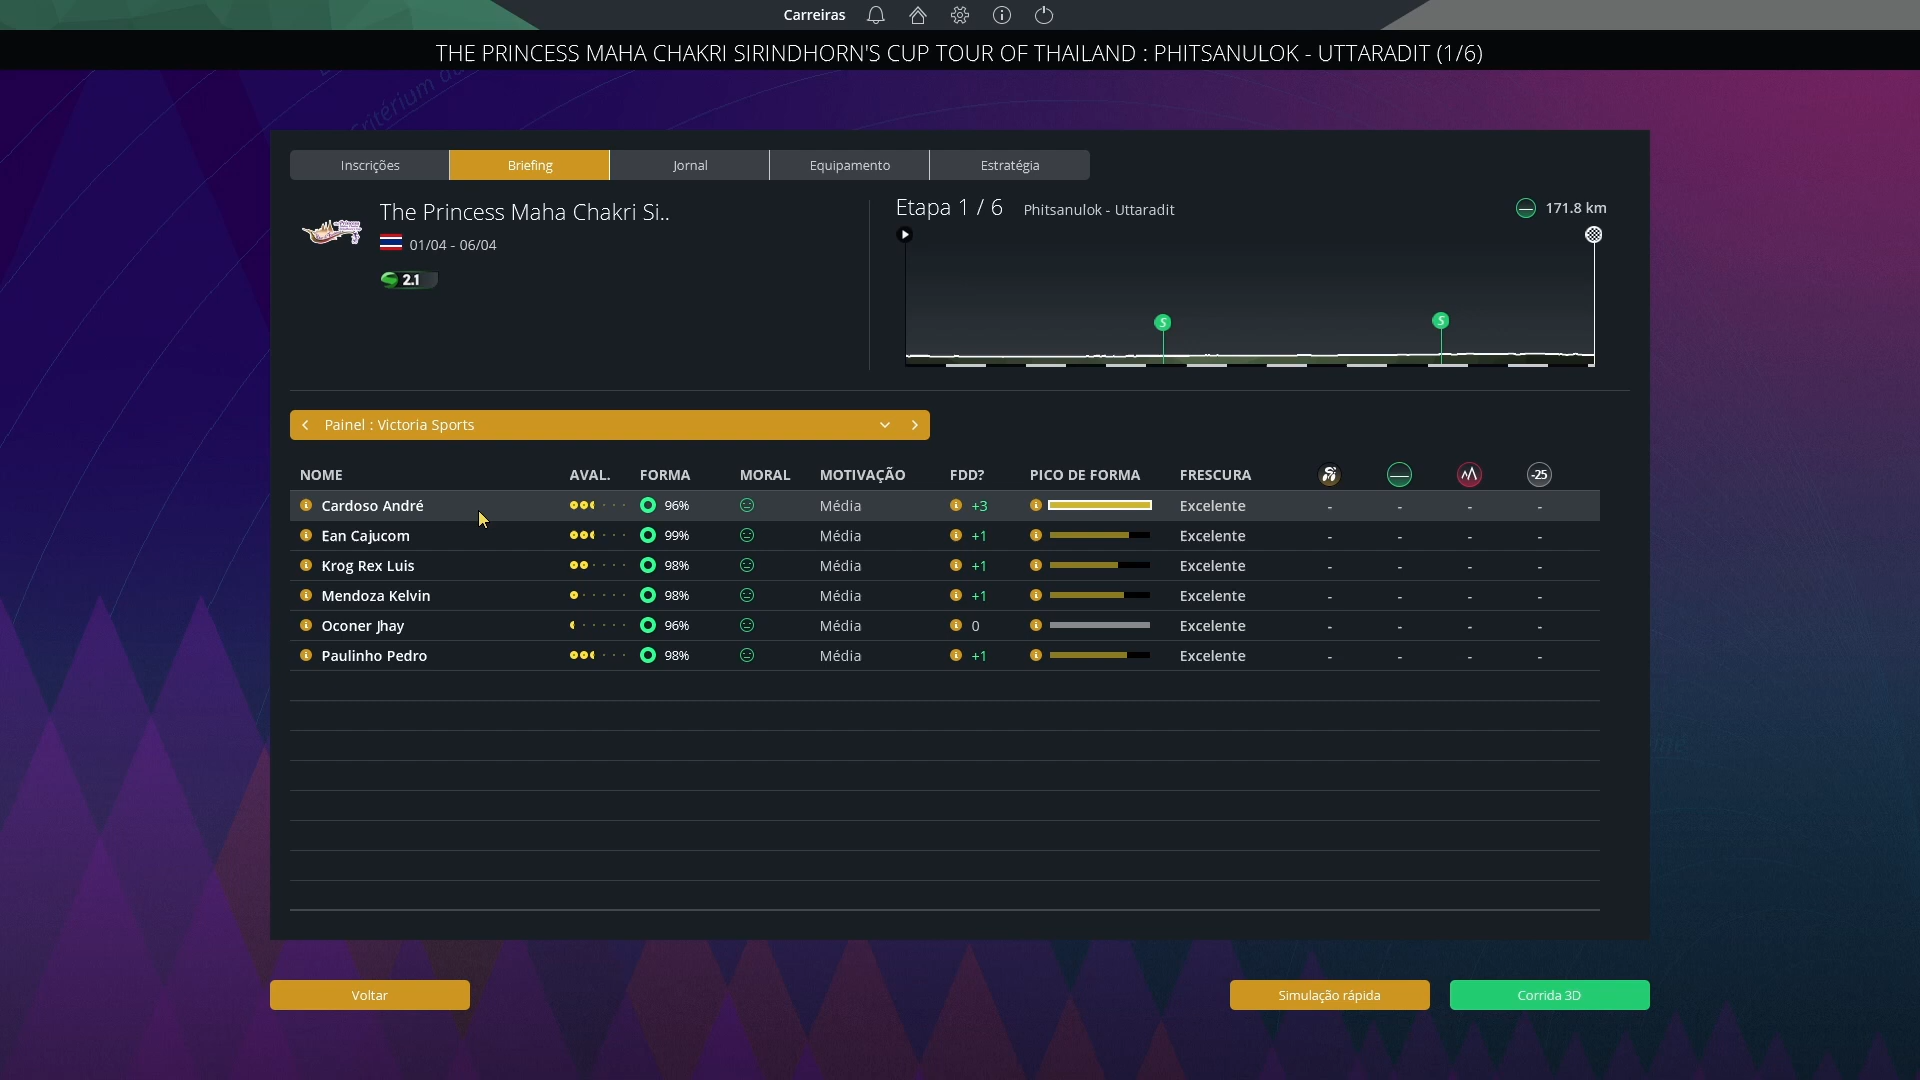 Carreiras
THE PRINCESS MAHA CHAKRI SIRINDHORN'S CUP TOUR OF THAILAND : PHITSANULOK - UTTARADIT (1/6)
Inscrições Briefing Jornal Equipamento Estratégia
The Princess Maha Chakri Si..
01/04 - 06/04
2.1
Etapa 1 / 6 Phitsanulok - Uttaradit 171.8 km
S S
Painel : Victoria Sports
NOME AVAL. FORMA MORAL MOTIVAÇÃO FDD? PICO DE FORMA FRESCURA -25
Cardoso André 96% Média +3 Excelente - - - -
Ean Cajucom 99% Média +1 Excelente - - - -
Krog Rex Luis 98% Média +1 Excelente - - - -
Mendoza Kelvin 98% Média +1 Excelente - - - -
Oconer Jhay 96% Média 0 Excelente - - - -
Paulinho Pedro 98% Média +1 Excelente - - - -
Voltar Simulação rápida Corrida 3D